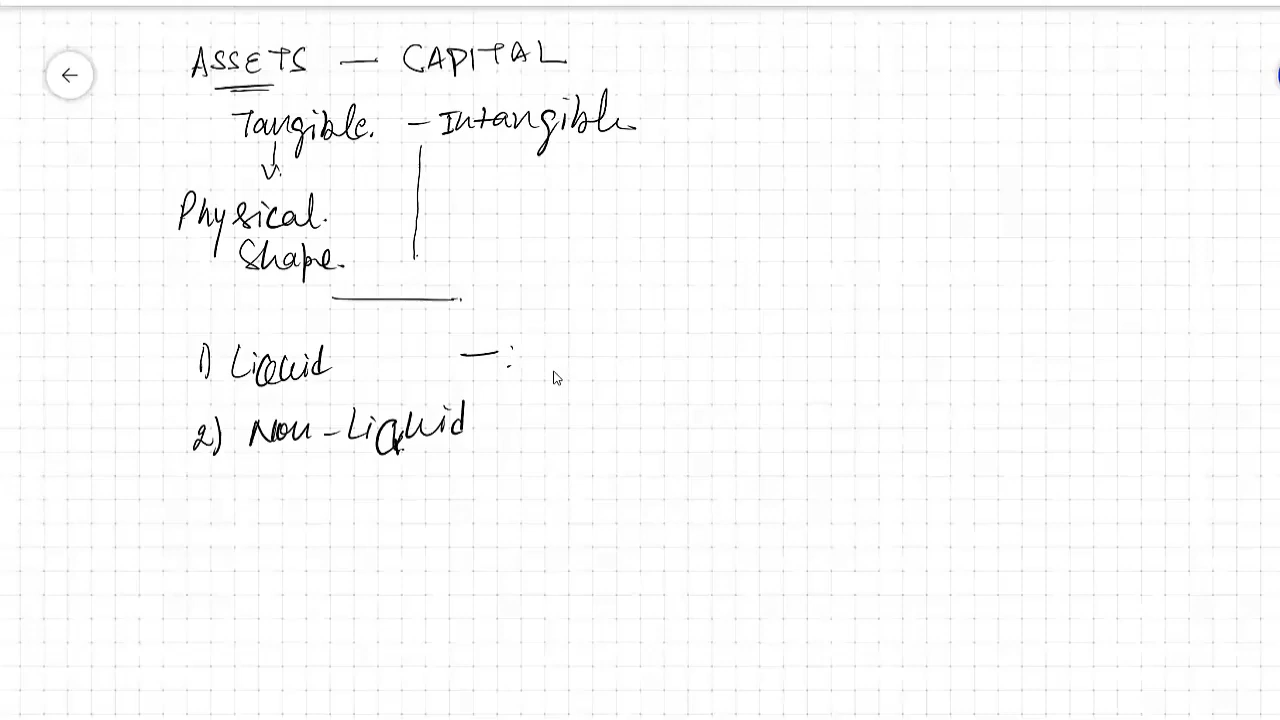 ASSETS — CAPITAL
Tangible. - Intangible
Physical.
Shape.
1) Liquid — :
2) Non-Liquid